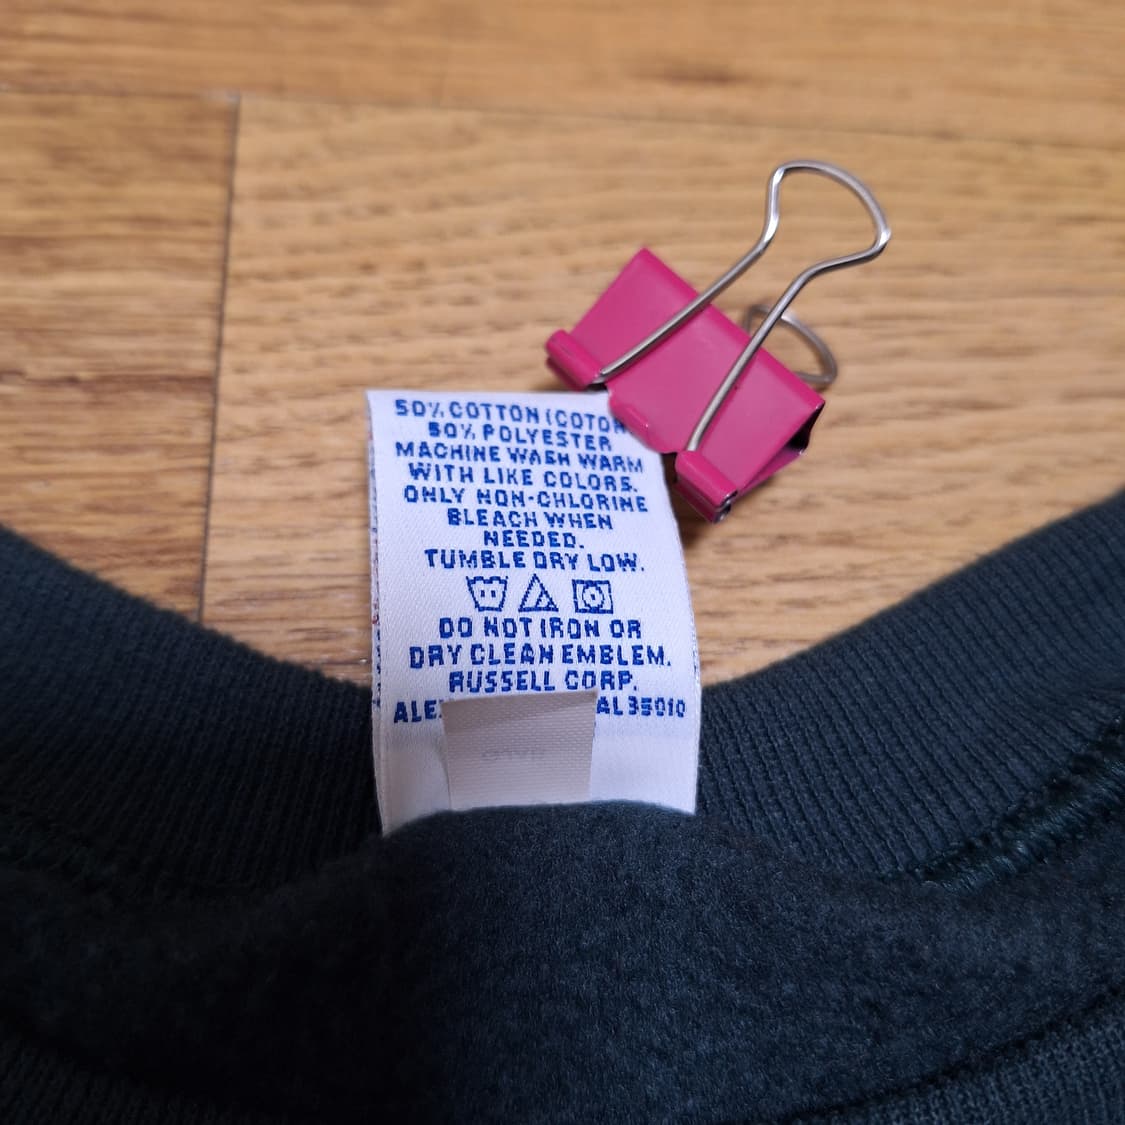 50% COTTON (COTON
50% POLYESTER
MACHINE WASH WARM
WITH LIKE COLORS.
ONLY NON-CHLORINE
BLEACH WHEN
NEEDED.
TUMBLE DRY LOW.
DO NOT IRON OR
DRY CLEAN EMBLEM.
RUSSELL CORP.
ALE AL 35010